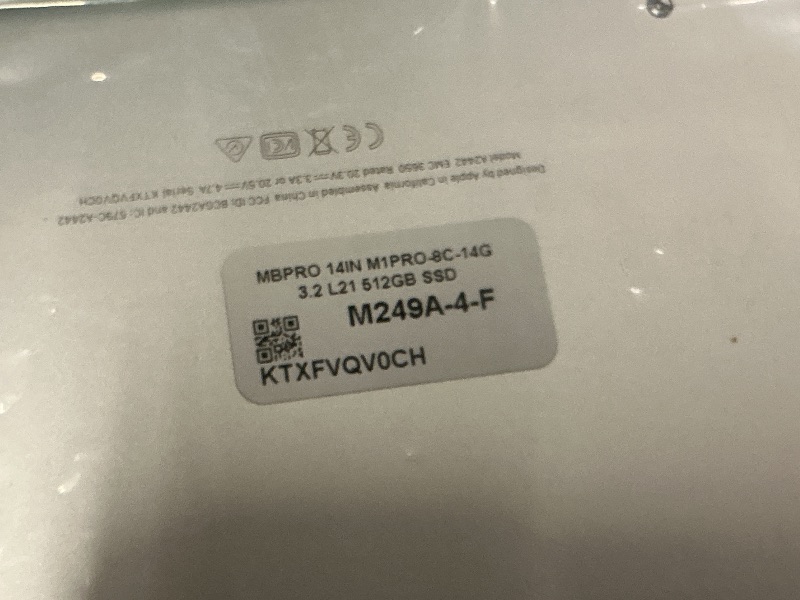 Designed by Apple in California Assembled in China FCC ID: BCGA2442 and IC: 579C-A2442
Model A2442 EMC 3650 Rated 20.3V⎓3.3A or 20.5V⎓4.7A Serial KTXFVQV0CH
MBPRO 14IN M1PRO-8C-14G
3.2 L21 512GB SSD
M249A-4-F
KTXFVQV0CH